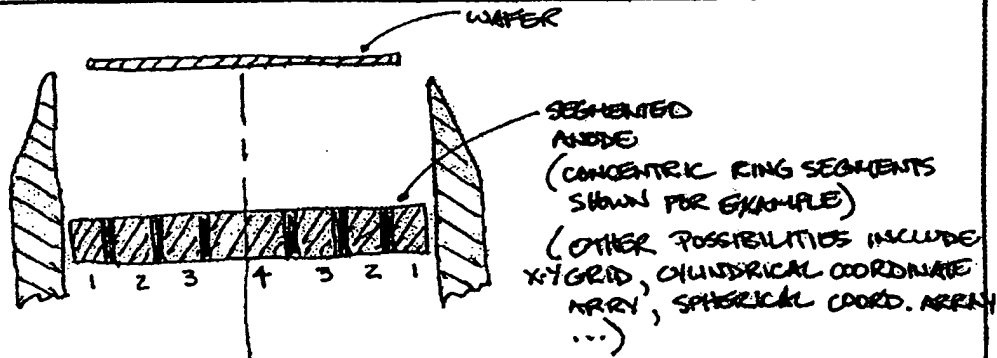 WAFER
SEGMENTED
ANODE
(CONCENTRIC RING SEGMENTS
SHOWN FOR EXAMPLE)
(OTHER POSSIBILITIES INCLUDE
X-Y GRID, CYLINDRICAL COORDINATE
ARRY, SPHERICAL COORD. ARRAY
...)
1 2 3 4 3 2 1